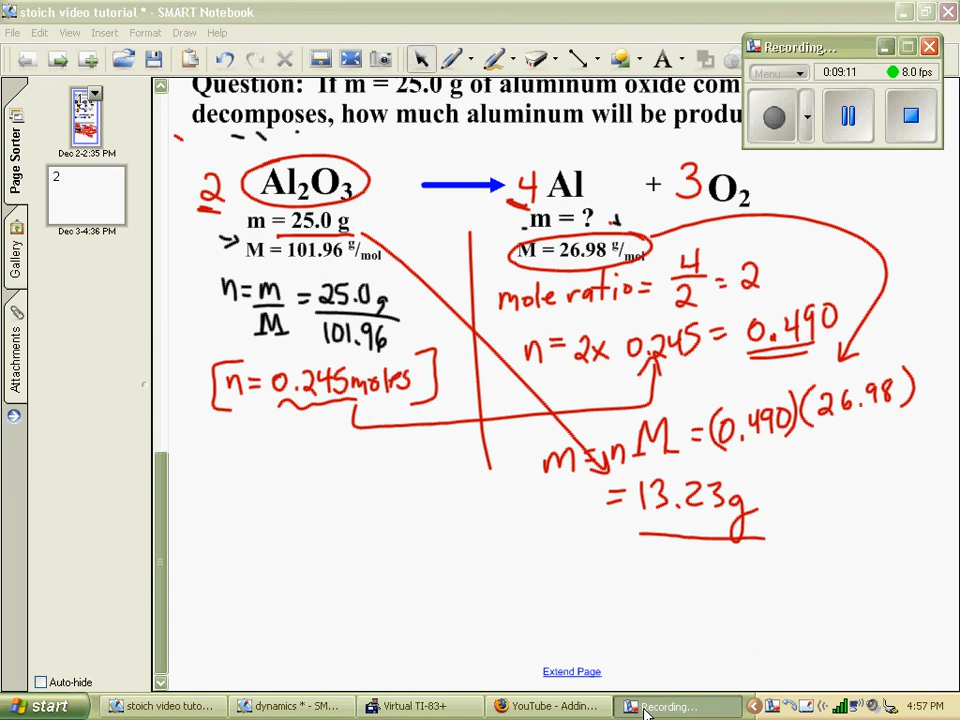 stoich video tutorial * - SMART Notebook
File Edit View Insert Format Draw Help
Recording...
Menu 0:09:11 8.0 fps
Page Sorter
Gallery
Attachments
1
Dec 2-2:35 PM
2
Dec 3-4:36 PM
Auto-hide
Question: If m = 25.0 g of aluminum oxide com
decomposes, how much aluminum will be produ
2 Al₂O₃ 4 Al + 3 O₂
m = 25.0 g m = ?
M = 101.96 g/mol M = 26.98 g/mol
n = m/M = 25.0g/101.96
[n = 0.245 moles]
mole ratio = 4/2 = 2
n = 2x 0.245 = 0.490
m = nM = (0.490)(26.98)
= 13.23g
Extend Page
start stoich video tuto... dynamics * - SM... Virtual TI-83+ YouTube - Addin... Recording... 4:57 PM